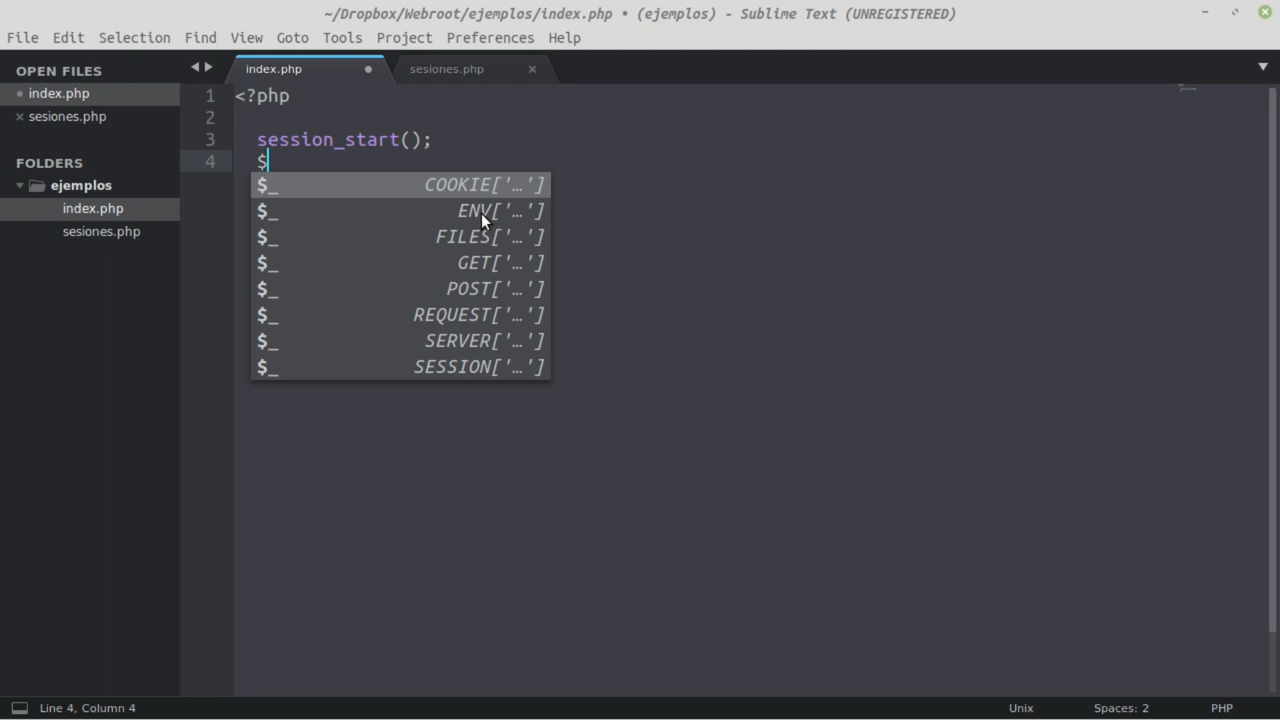 ~/Dropbox/Webroot/ejemplos/index.php • (ejemplos) - Sublime Text (UNREGISTERED)
File Edit Selection Find View Goto Tools Project Preferences Help
OPEN FILES
index.php
sesiones.php
FOLDERS
ejemplos
index.php
sesiones.php
index.php sesiones.php
1 <?php
2
3 session_start();
4 $
$_ COOKIE['…']
$_ ENV['…']
$_ FILES['…']
$_ GET['…']
$_ POST['…']
$_ REQUEST['…']
$_ SERVER['…']
$_ SESSION['…']
Line 4, Column 4 Unix Spaces: 2 PHP